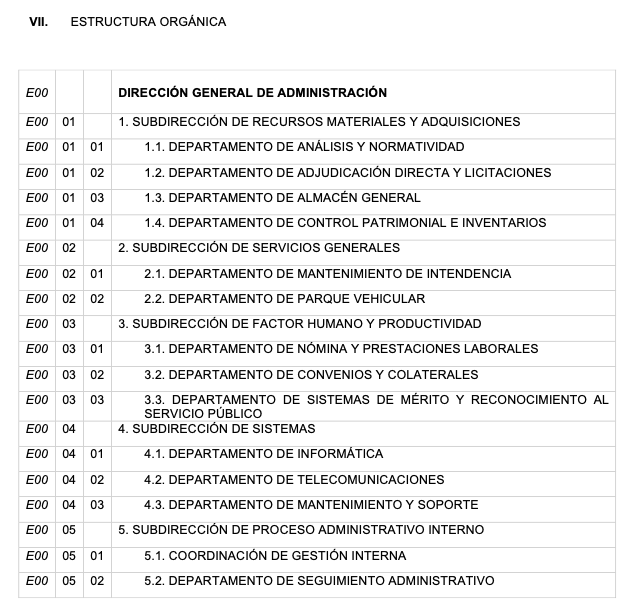 VII. ESTRUCTURA ORGÁNICA
E00 DIRECCIÓN GENERAL DE ADMINISTRACIÓN
E00 01 1. SUBDIRECCIÓN DE RECURSOS MATERIALES Y ADQUISICIONES
E00 01 01 1.1. DEPARTAMENTO DE ANÁLISIS Y NORMATIVIDAD
E00 01 02 1.2. DEPARTAMENTO DE ADJUDICACIÓN DIRECTA Y LICITACIONES
E00 01 03 1.3. DEPARTAMENTO DE ALMACÉN GENERAL
E00 01 04 1.4. DEPARTAMENTO DE CONTROL PATRIMONIAL E INVENTARIOS
E00 02 2. SUBDIRECCIÓN DE SERVICIOS GENERALES
E00 02 01 2.1. DEPARTAMENTO DE MANTENIMIENTO DE INTENDENCIA
E00 02 02 2.2. DEPARTAMENTO DE PARQUE VEHICULAR
E00 03 3. SUBDIRECCIÓN DE FACTOR HUMANO Y PRODUCTIVIDAD
E00 03 01 3.1. DEPARTAMENTO DE NÓMINA Y PRESTACIONES LABORALES
E00 03 02 3.2. DEPARTAMENTO DE CONVENIOS Y COLATERALES
E00 03 03 3.3. DEPARTAMENTO DE SISTEMAS DE MÉRITO Y RECONOCIMIENTO AL
SERVICIO PÚBLICO
E00 04 4. SUBDIRECCIÓN DE SISTEMAS
E00 04 01 4.1. DEPARTAMENTO DE INFORMÁTICA
E00 04 02 4.2. DEPARTAMENTO DE TELECOMUNICACIONES
E00 04 03 4.3. DEPARTAMENTO DE MANTENIMIENTO Y SOPORTE
E00 05 5. SUBDIRECCIÓN DE PROCESO ADMINISTRATIVO INTERNO
E00 05 01 5.1. COORDINACIÓN DE GESTIÓN INTERNA
E00 05 02 5.2. DEPARTAMENTO DE SEGUIMIENTO ADMINISTRATIVO